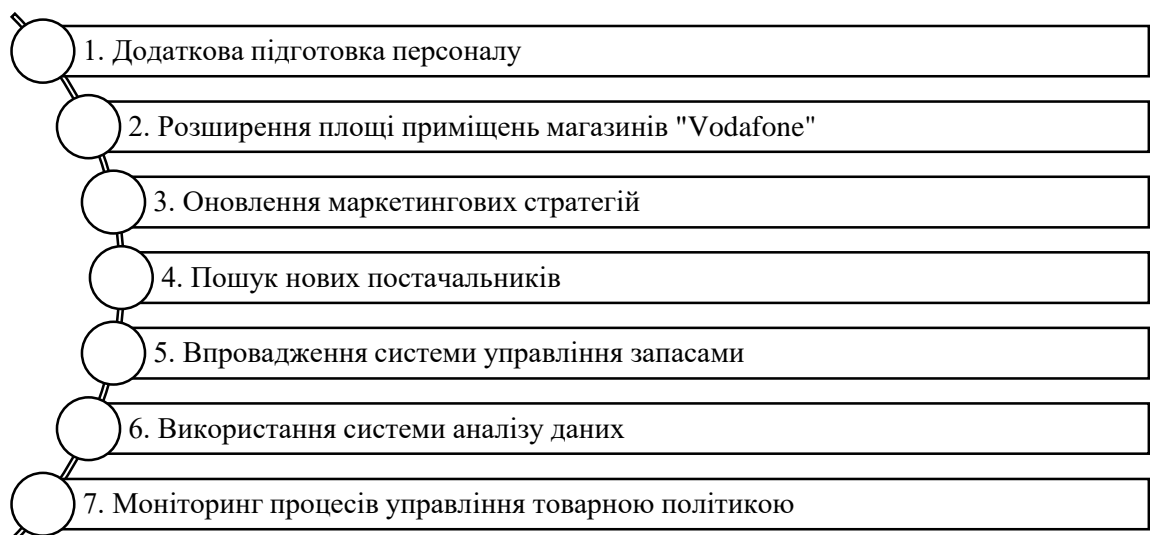 1. Додаткова підготовка персоналу
2. Розширення площі приміщень магазинів "Vodafone"
3. Оновлення маркетингових стратегій
4. Пошук нових постачальників
5. Впровадження системи управління запасами
6. Використання системи аналізу даних
7. Моніторинг процесів управління товарною політикою